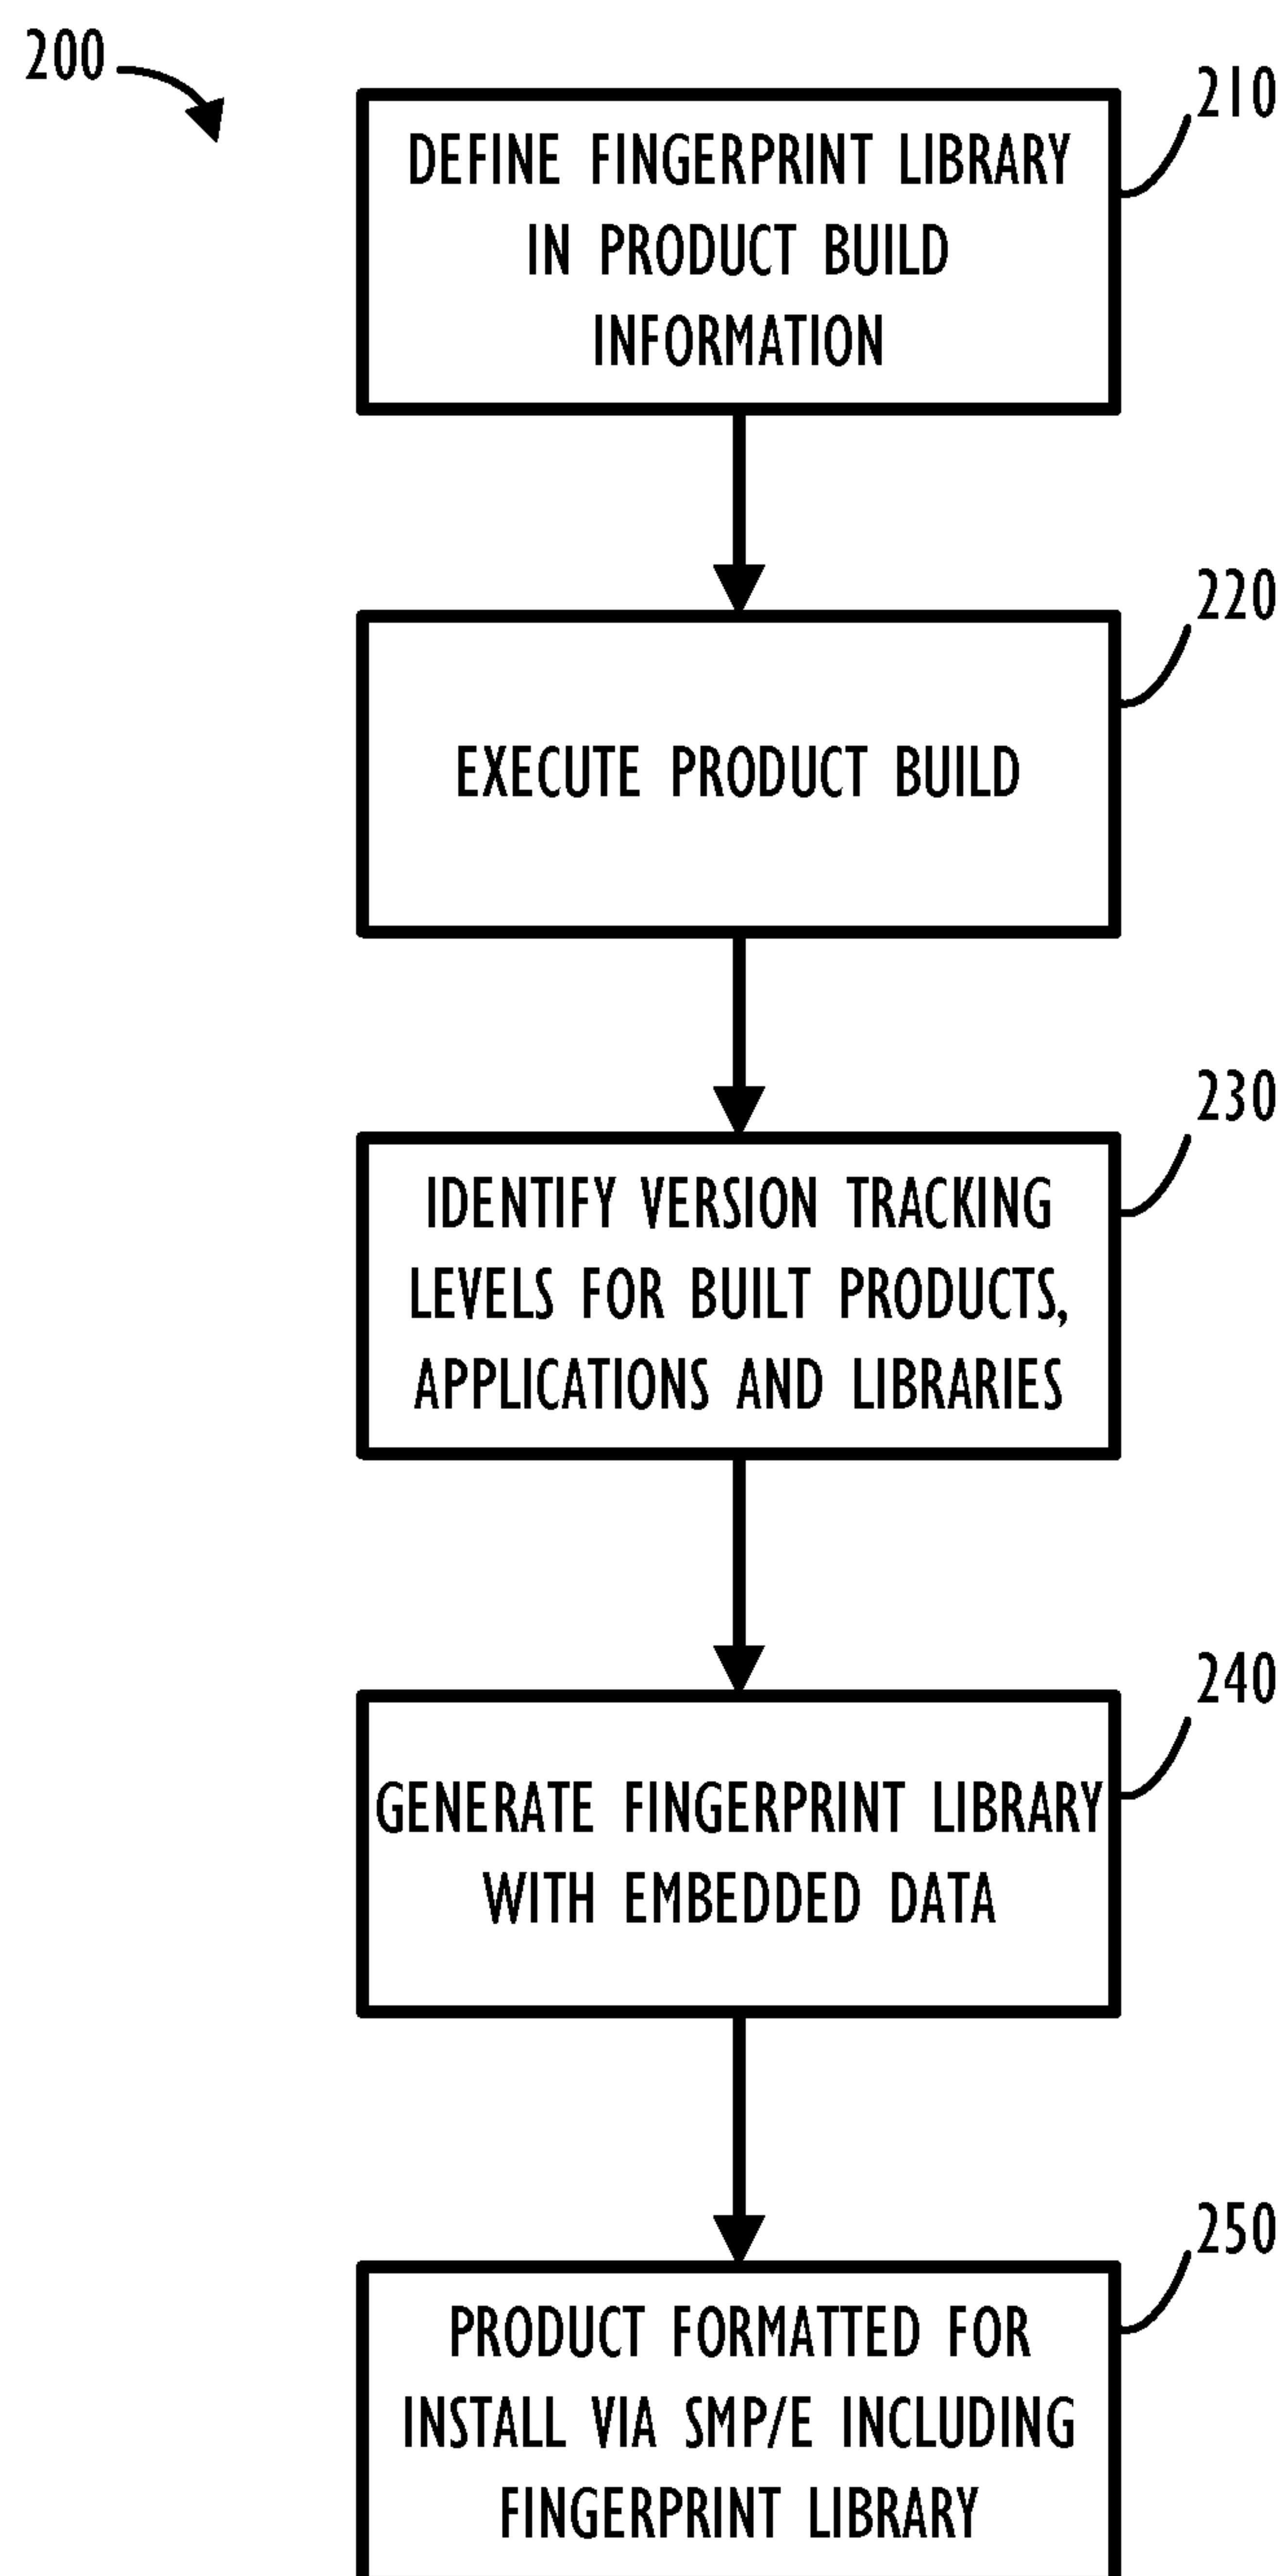 200
210
DEFINE FINGERPRINT LIBRARY
IN PRODUCT BUILD
INFORMATION
220
EXECUTE PRODUCT BUILD
230
IDENTIFY VERSION TRACKING
LEVELS FOR BUILT PRODUCTS,
APPLICATIONS AND LIBRARIES
240
GENERATE FINGERPRINT LIBRARY
WITH EMBEDDED DATA
250
PRODUCT FORMATTED FOR
INSTALL VIA SMP/E INCLUDING
FINGERPRINT LIBRARY